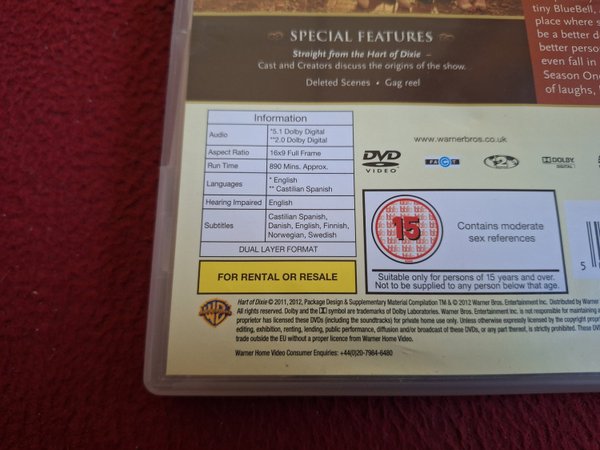 tiny BlueBell,
place where s
be a better d
better perso
even fall in
Season One
of laughs,
SPECIAL FEATURES
Straight from the Hart of Dixie –
Cast and Creators discuss the origins of the show.
Deleted Scenes • Gag reel
Information
Audio *5.1 Dolby Digital
**2.0 Dolby Digital
Aspect Ratio 16x9 Full Frame
Run Time 890 Mins. Approx.
Languages * English
** Castilian Spanish
Hearing Impaired English
Subtitles Castilian Spanish,
Danish, English, Finnish,
Norwegian, Swedish
DUAL LAYER FORMAT
FOR RENTAL OR RESALE
www.warnerbros.co.uk
DVD
VIDEO
FACT
2
DOLBY
DIGITAL
15
Contains moderate
sex references
Suitable only for persons of 15 years and over.
Not to be supplied to any person below that age.
5 0
Hart of Dixie © 2011, 2012, Package Design & Supplementary Material Compilation TM & © 2012 Warner Bros. Entertainment Inc. Distributed by Warner
All rights reserved. Dolby and the DD symbol are trademarks of Dolby Laboratories. Warner Bros. Entertainment Inc. is not responsible for maintaining
proprietor has licensed these DVDs (including the soundtracks) for private home use only. Unless otherwise expressly licensed by the copyright propri
editing, exhibition, renting, lending, public performance, diffusion and/or broadcast of these DVDs, or any part thereof, is strictly prohibited. These DV
trade outside the EU without a proper licence from Warner Home Video.
Warner Home Video Consumer Enquiries: +44(0)20-7984-6480
WB